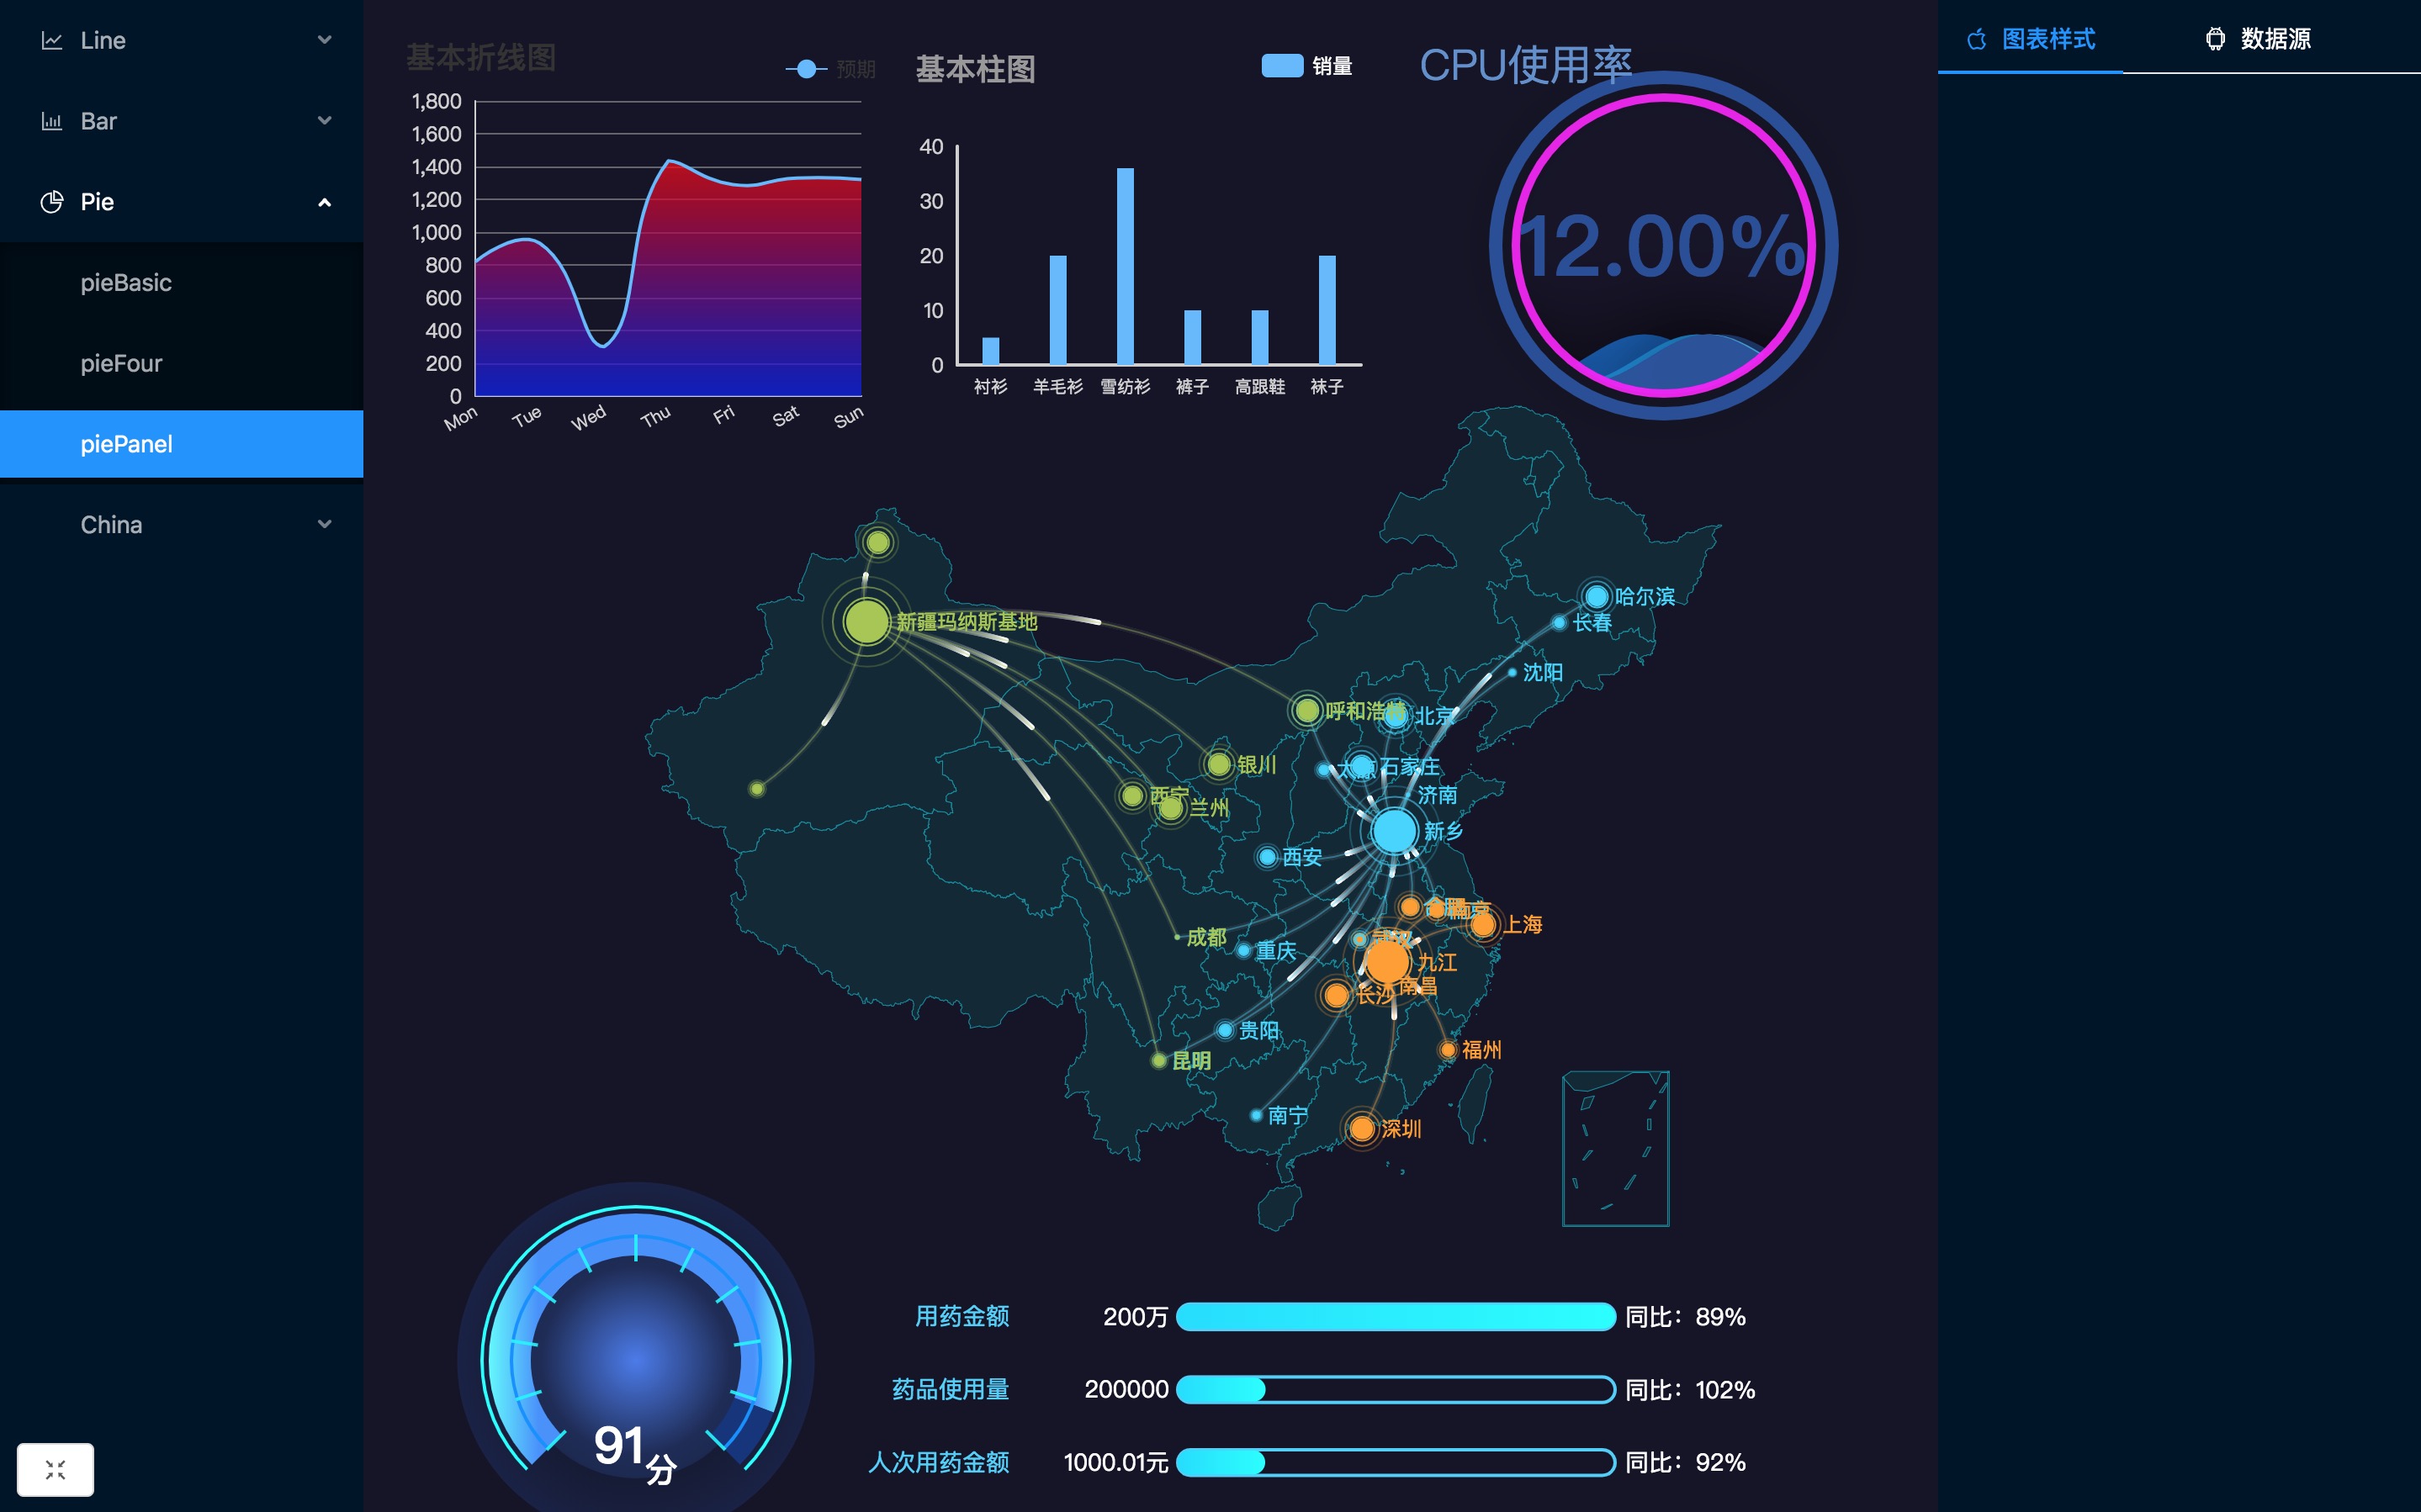 Line
Bar
Pie
pieBasic
pieFour
piePanel
China
基本折线图
预期
1,800
1,600
1,400
1,200
1,000
800
600
400
200
0
Mon Tue Wed Thu Fri Sat Sun
基本柱图
销量
40
30
20
10
0
衬衫 羊毛衫 雪纺衫 裤子 高跟鞋 袜子
CPU使用率
12.00%
图表样式
数据源
哈尔滨
新疆玛纳斯基地
长春
沈阳
呼和浩特
北京
银川
太原
石家庄
西宁
济南
兰州
新乡
西安
合肥
南京
上海
成都
武汉
重庆
九江
南昌
长沙
贵阳
福州
昆明
南宁
深圳
91分
用药金额 200万 同比：89%
药品使用量 200000 同比：102%
人次用药金额 1000.01元 同比：92%